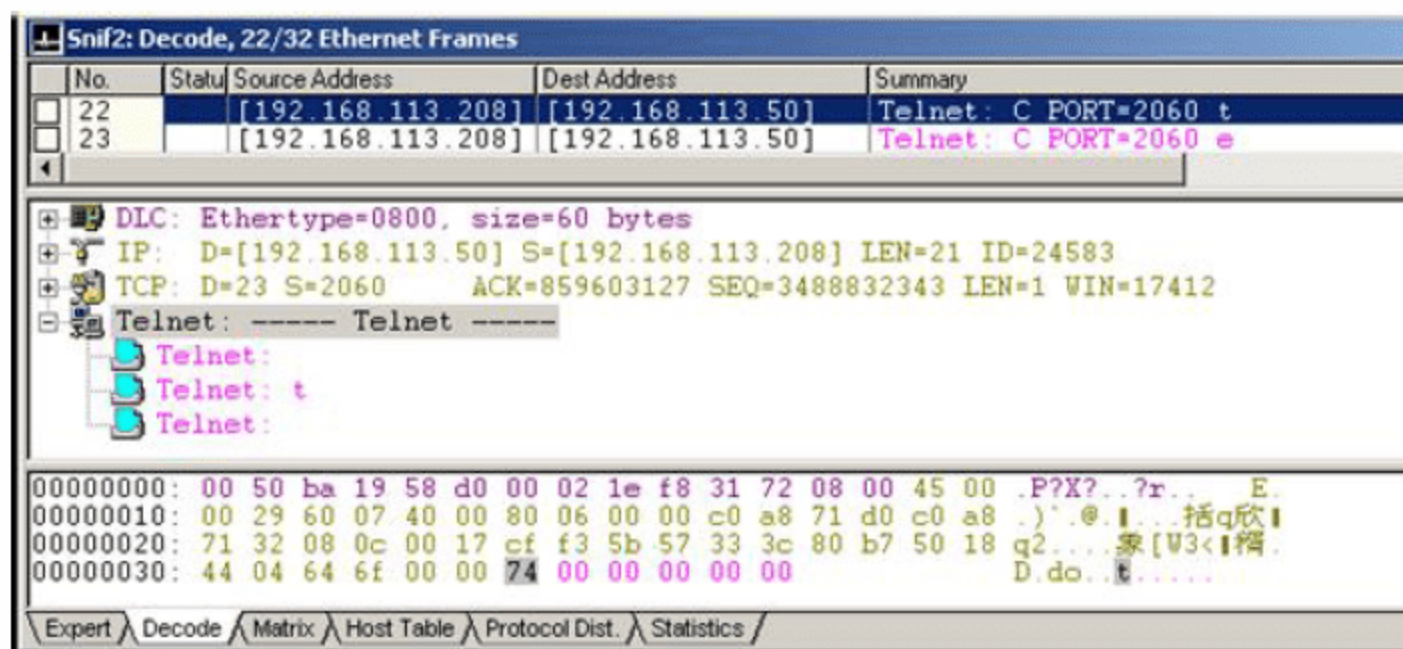 Snif2: Decode, 22/32 Ethernet Frames
No. Statu Source Address Dest Address Summary
22 [192.168.113.208] [192.168.113.50] Telnet: C PORT=2060 t
23 [192.168.113.208] [192.168.113.50] Telnet: C PORT=2060 e
DLC: Ethertype=0800, size=60 bytes
IP: D=[192.168.113.50] S=[192.168.113.208] LEN=21 ID=24583
TCP: D=23 S=2060 ACK=859603127 SEQ=3488832343 LEN=1 WIN=17412
Telnet: ----- Telnet -----
Telnet:
Telnet: t
Telnet:
00000000: 00 50 ba 19 58 d0 00 02 1e f8 31 72 08 00 45 00 .P?X?..?r.. E.
00000010: 00 29 60 07 40 00 80 06 00 00 c0 a8 71 d0 c0 a8 .)`.@.▮...括q欣▮
00000020: 71 32 08 0c 00 17 cf f3 5b 57 33 3c 80 b7 50 18 q2....象[W3<▮.
00000030: 44 04 64 6f 00 00 74 00 00 00 00 00 D.do..t.....
Expert Decode Matrix Host Table Protocol Dist. Statistics